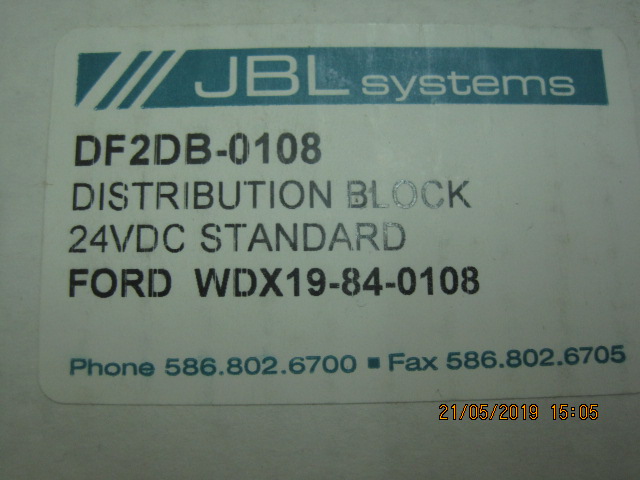 JBL systems
DF2DB-0108
DISTRIBUTION BLOCK
24VDC STANDARD
FORD WDX19-84-0108
Phone 586.802.6700 ▪ Fax 586.802.6705
21/05/2019 15:05